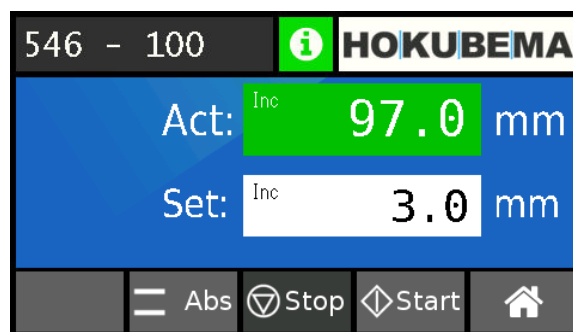 546 - 100 i HOKUBEMA
Act: Inc 97.0 mm
Set: Inc 3.0 mm
Abs Stop Start